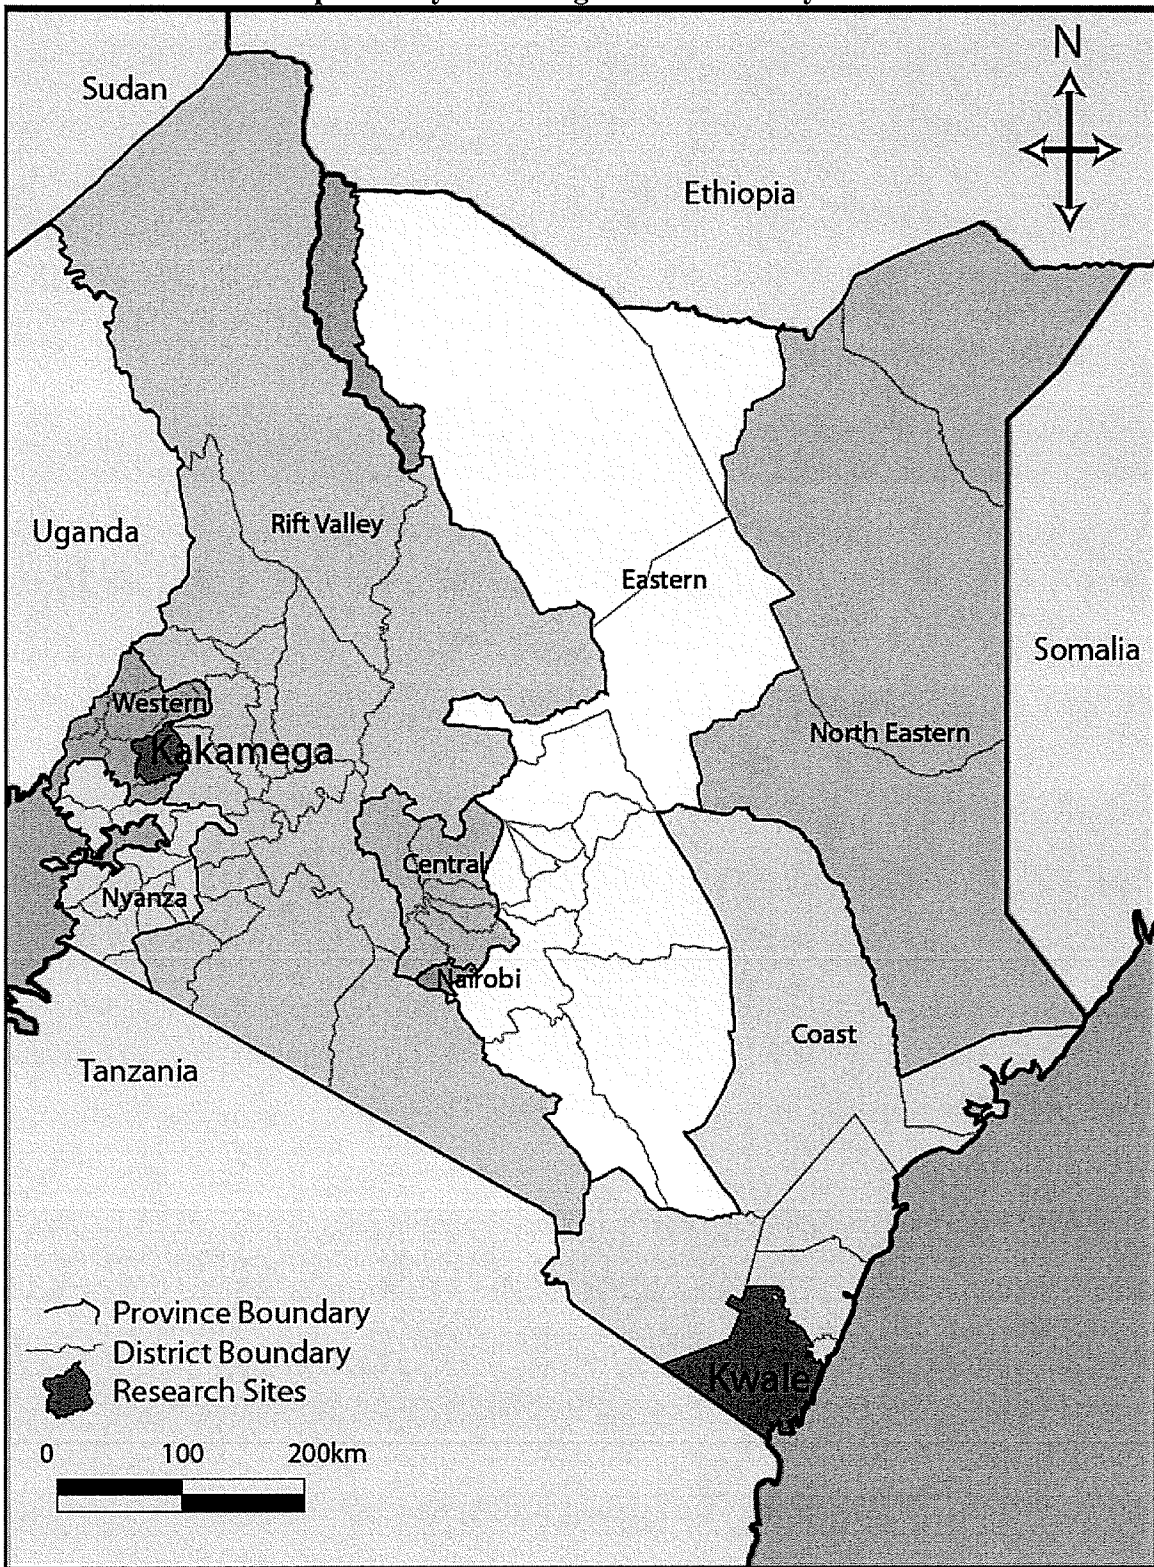 N
Sudan
Ethiopia
Uganda
Rift Valley
Eastern
Somalia
Western
North Eastern
Kakamega
Central
Nyanza
Nairobi
Coast
Tanzania
Province Boundary
District Boundary
Kwale
Research Sites
0 100 200km